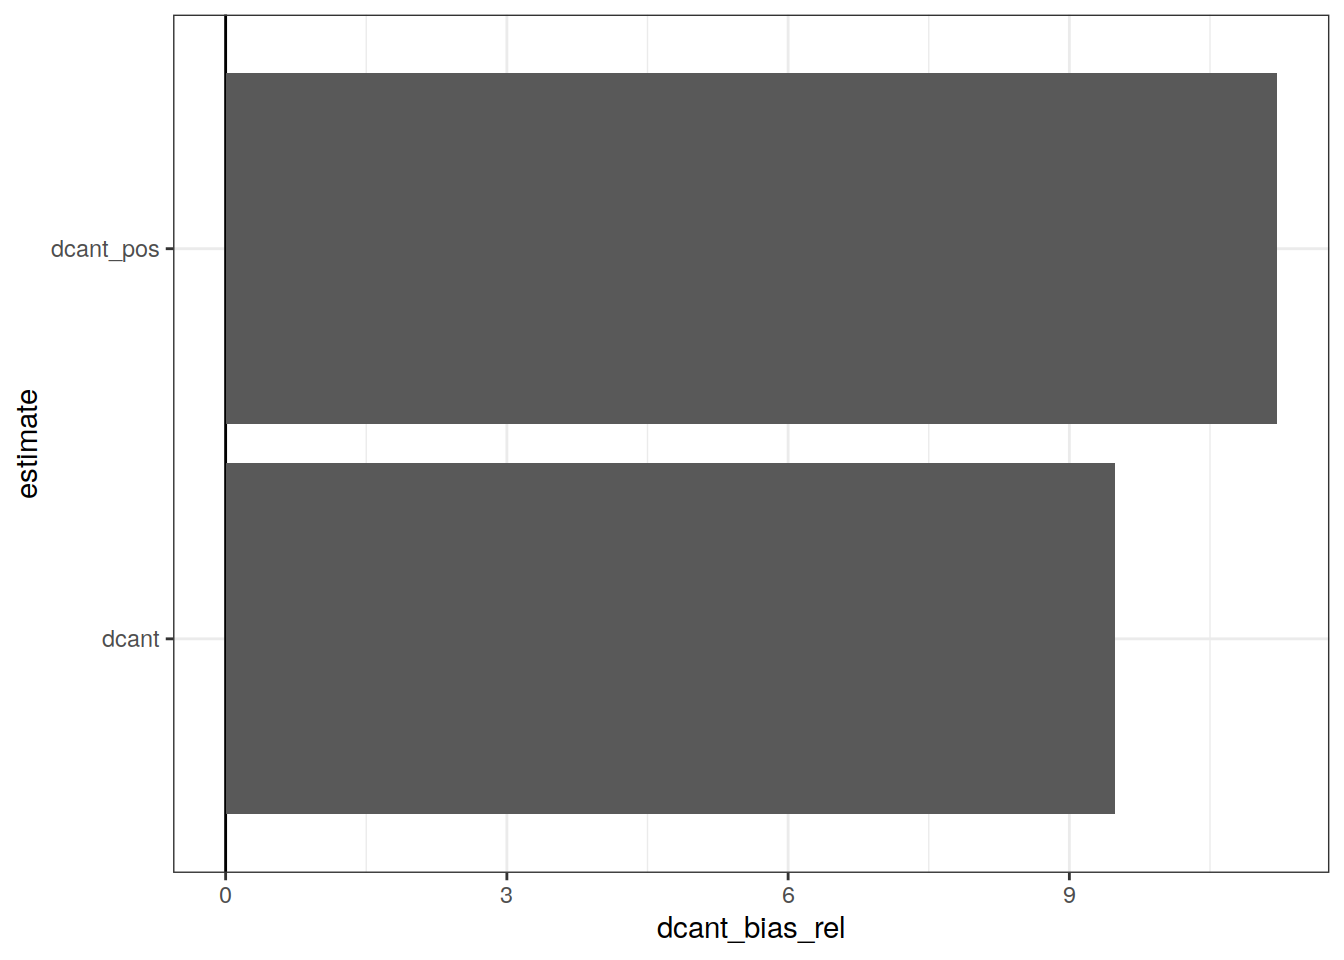 dcant_pos
estimate
dcant
0 3 6 9
dcant_bias_rel